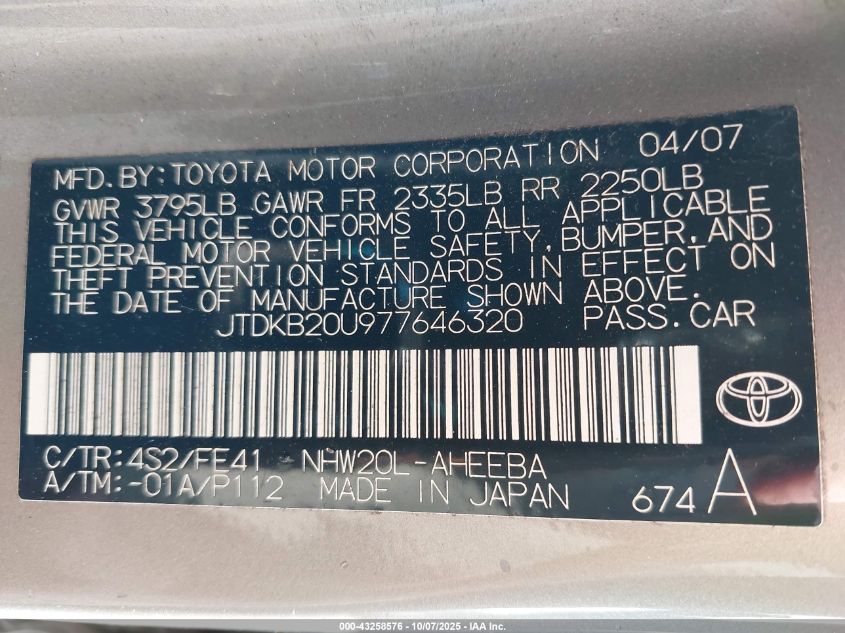 MFD.BY:TOYOTA MOTOR CORPORATION 04/07
GVWR 3795LB GAWR FR 2335LB RR 2250LB
THIS VEHICLE CONFORMS TO ALL APPLICABLE
FEDERAL MOTOR VEHICLE SAFETY,BUMPER,AND
THEFT PREVENTION STANDARDS IN EFFECT ON
THE DATE OF MANUFACTURE SHOWN ABOVE.
JTDKB20U977646320 PASS.CAR
C/TR:4S2/FE41 NHW20L-AHEEBA
A/TM:-01A/P112 MADE IN JAPAN 674A
000-43258576 - 10/07/2025 - IAA Inc.